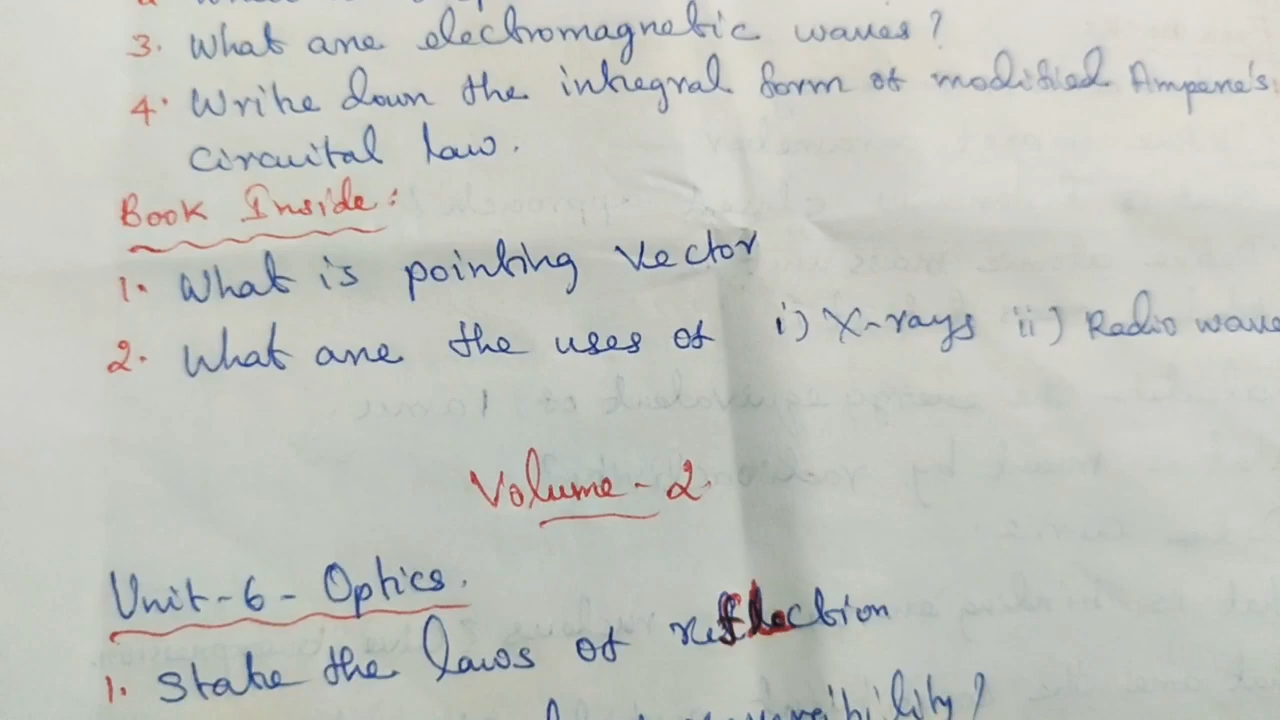 3. What are electromagnetic waves?
4. Write down the integral form of modified Ampere's
circuital law.
Book Inside:
1. What is pointing Vector
2. What are the uses of i) X-rays ii) Radio wave
Volume-2.
Unit-6-Optics.
1. State the laws of reflection